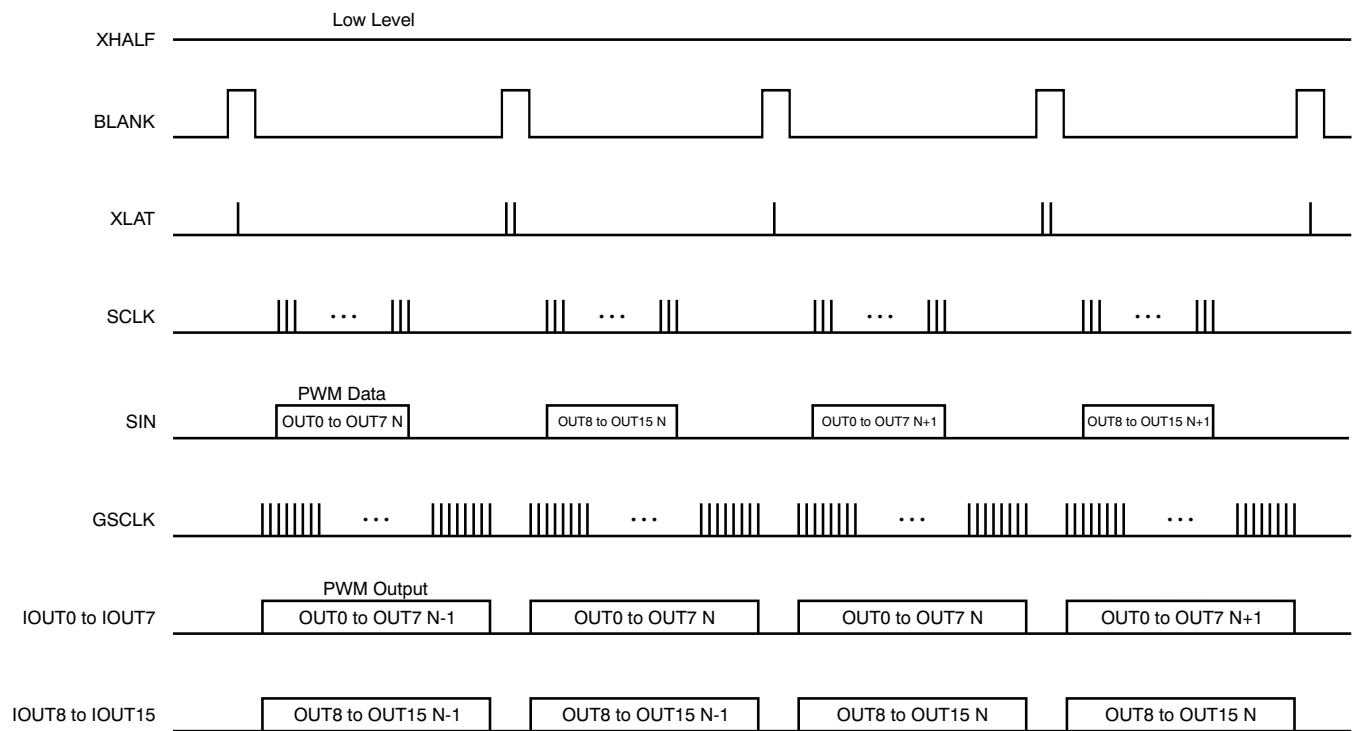 Low Level
XHALF
BLANK
XLAT
SCLK
...
...
...
...
PWM Data
SIN
OUT0 to OUT7 N
OUT8 to OUT15 N
OUT0 to OUT7 N+1
OUT8 to OUT15 N+1
GSCLK
...
...
...
...
PWM Output
IOUT0 to IOUT7
OUT0 to OUT7 N-1
OUT0 to OUT7 N
OUT0 to OUT7 N
OUT0 to OUT7 N+1
IOUT8 to IOUT15
OUT8 to OUT15 N-1
OUT8 to OUT15 N-1
OUT8 to OUT15 N
OUT8 to OUT15 N